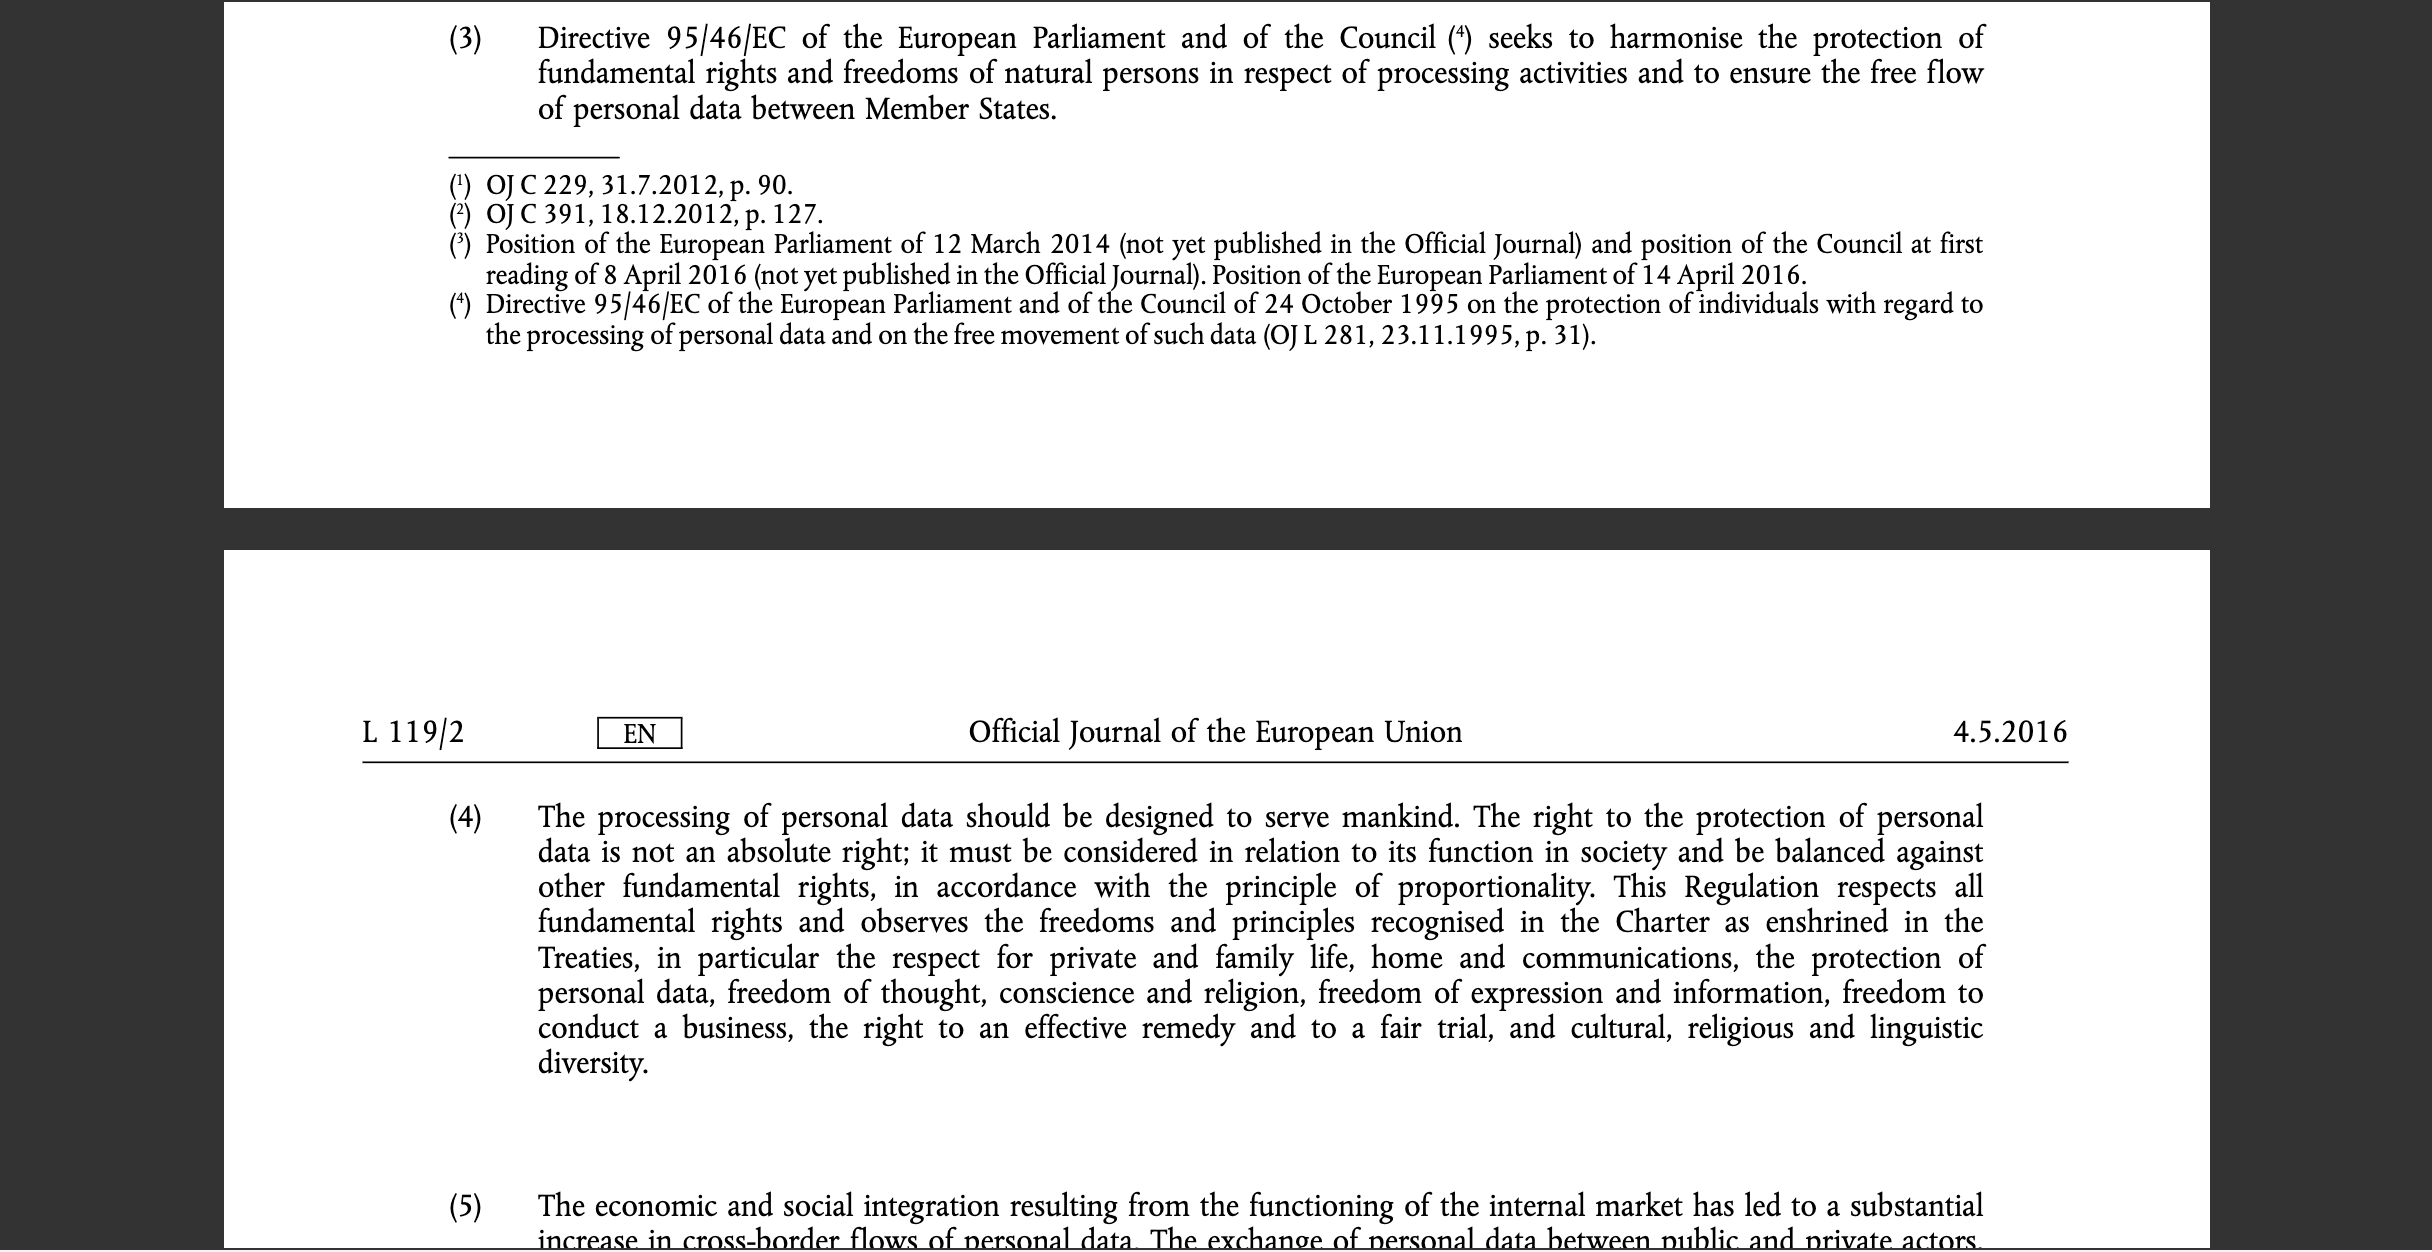 (3) Directive 95/46/EC of the European Parliament and of the Council (⁴) seeks to harmonise the protection of
fundamental rights and freedoms of natural persons in respect of processing activities and to ensure the free flow
of personal data between Member States.
(¹) OJ C 229, 31.7.2012, p. 90.
(²) OJ C 391, 18.12.2012, p. 127.
(³) Position of the European Parliament of 12 March 2014 (not yet published in the Official Journal) and position of the Council at first
reading of 8 April 2016 (not yet published in the Official Journal). Position of the European Parliament of 14 April 2016.
(⁴) Directive 95/46/EC of the European Parliament and of the Council of 24 October 1995 on the protection of individuals with regard to
the processing of personal data and on the free movement of such data (OJ L 281, 23.11.1995, p. 31).
L 119/2 EN Official Journal of the European Union 4.5.2016
(4) The processing of personal data should be designed to serve mankind. The right to the protection of personal
data is not an absolute right; it must be considered in relation to its function in society and be balanced against
other fundamental rights, in accordance with the principle of proportionality. This Regulation respects all
fundamental rights and observes the freedoms and principles recognised in the Charter as enshrined in the
Treaties, in particular the respect for private and family life, home and communications, the protection of
personal data, freedom of thought, conscience and religion, freedom of expression and information, freedom to
conduct a business, the right to an effective remedy and to a fair trial, and cultural, religious and linguistic
diversity.
(5) The economic and social integration resulting from the functioning of the internal market has led to a substantial
increase in cross-border flows of personal data. The exchange of personal data between public and private actors,